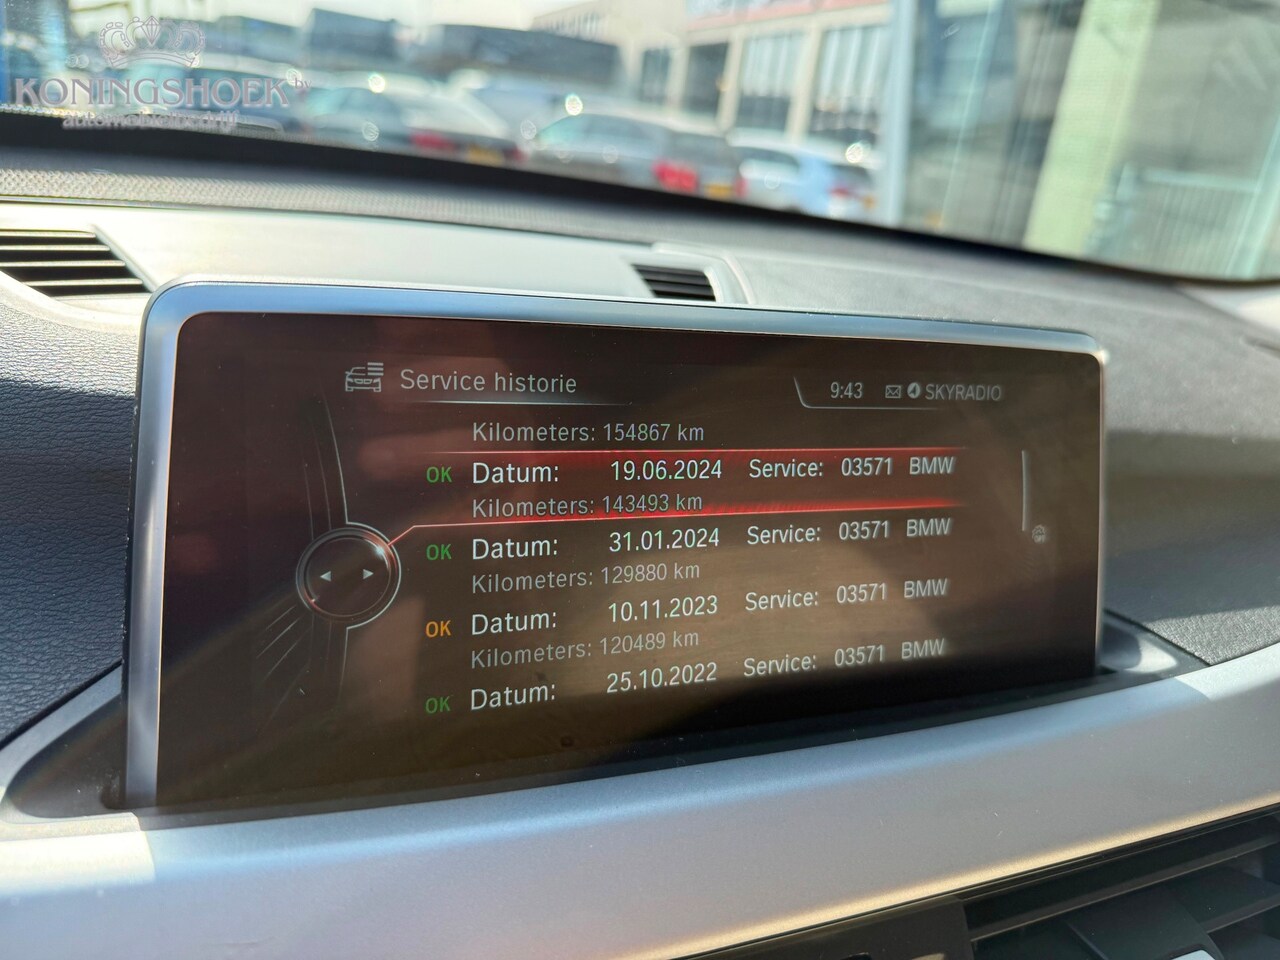 KONINGSHOEK bv
automobielbedrijf
Service historie
9:43 SKYRADIO
Kilometers: 154867 km
OK Datum: 19.06.2024 Service: 03571 BMW
Kilometers: 143493 km
OK Datum: 31.01.2024 Service: 03571 BMW
Kilometers: 129880 km
OK Datum: 10.11.2023 Service: 03571 BMW
Kilometers: 120489 km
OK Datum: 25.10.2022 Service: 03571 BMW